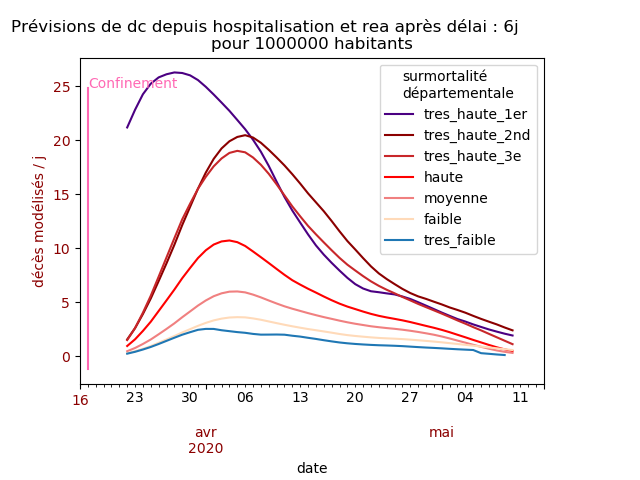 Prévisions de dc depuis hospitalisation et rea après délai : 6j
pour 1000000 habitants
Confinement
surmortalité
départementale
tres_haute_1er
tres_haute_2nd
tres_haute_3e
haute
moyenne
faible
tres_faible
décès modélisés / j
25
20
15
10
5
0
16 23 30 06 13 20 27 04 11
avr mai
2020
date